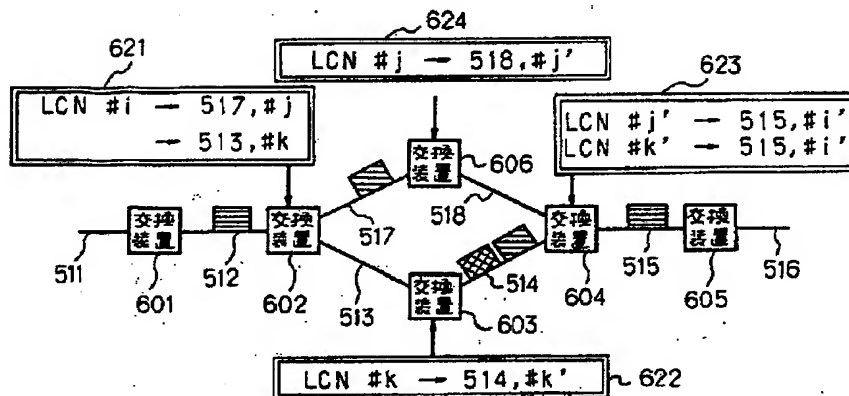 624
621
LCN #j → 518,#j'
623
LCN #i → 517,#j
→ 513,#k
LCN #j' → 515,#i'
LCN #k' → 515,#i'
交換
装置
606
517
518
交換
装置
交換
装置
交換
装置
交換
装置
511
512
514
515
516
601
602
513
交換
装置
603
604
605
LCN #k → 514,#k'
622